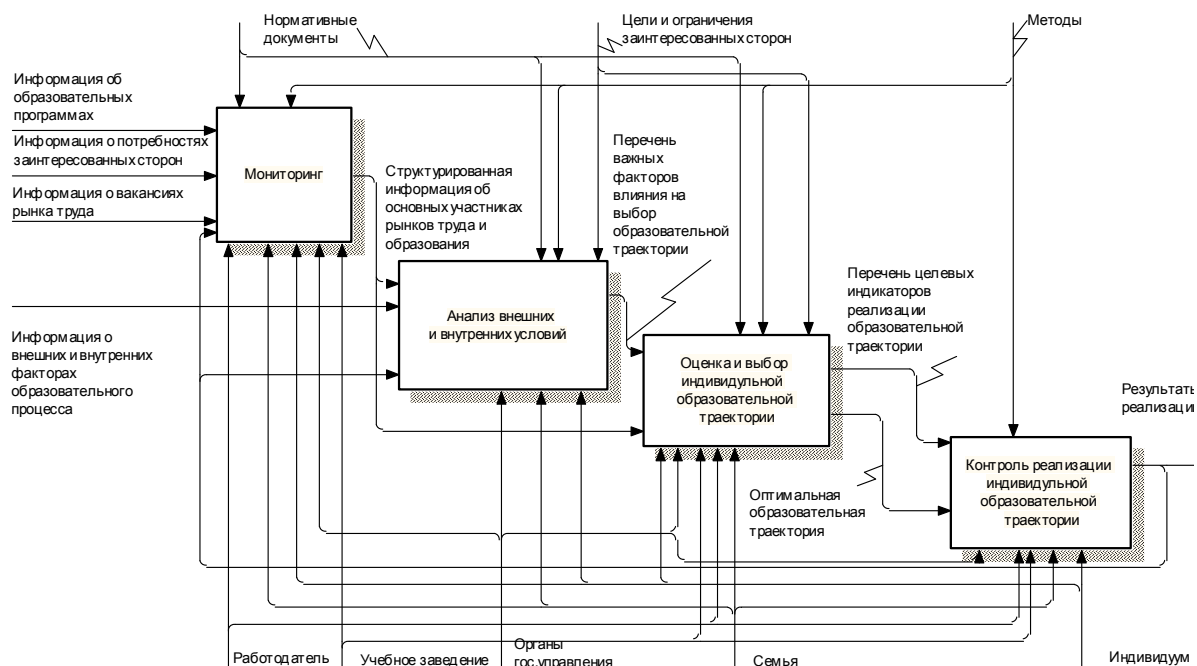 Нормативные
документы
Цели и ограничения
заинтересованных сторон
Методы
Информация об
образовательных
программах
Информация о потребностях
заинтересованных сторон
Информация о вакансиях
рынка труда
Мониторинг
Структурированная
информация об
основных участниках
рынков труда и
образования
Перечень
важных
факторов
влияния на
выбор
образовательной
траектории
Анализ внешних
и внутренних условий
Информация о
внешних и внутренних
факторах
образовательного
процесса
Перечень целевых
индикаторов
реализации
образовательной
траектории
Оценка и выбор
индивидульной
образовательной
траектории
Результаты
реализации
Контроль реализации
индивидульной
образовательной
траектории
Оптимальная
образовательная
траектория
Работодатель
Учебное заведение
Органы
гос.управления
Семья
Индивидуум